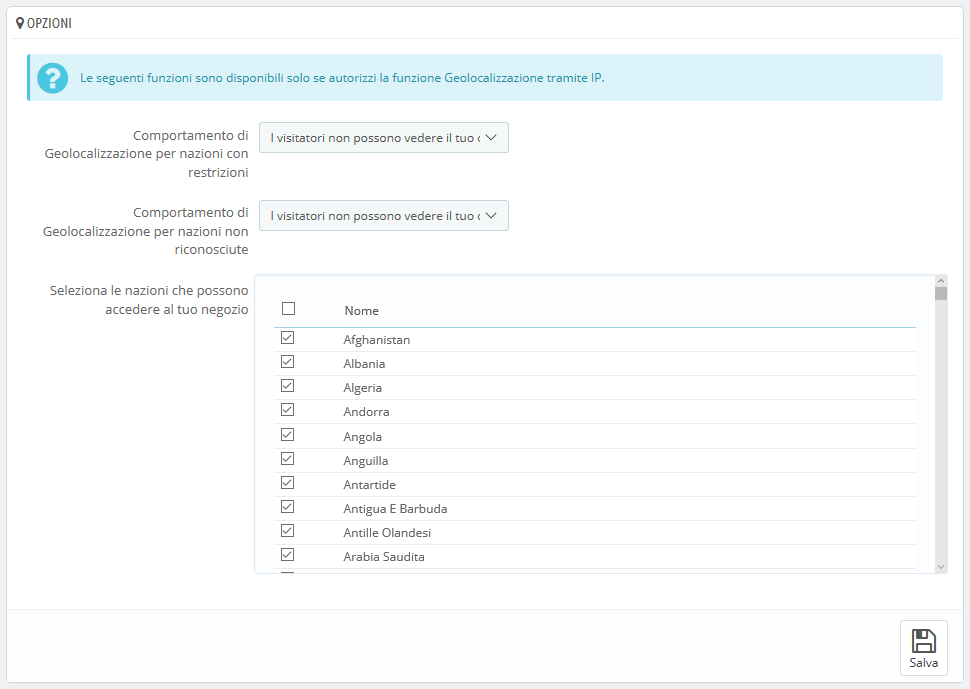 OPZIONI
Le seguenti funzioni sono disponibili solo se autorizzi la funzione Geolocalizzazione tramite IP.
Comportamento di
Geolocalizzazione per nazioni con
restrizioni
I visitatori non possono vedere il tuo
Comportamento di
Geolocalizzazione per nazioni non
riconosciute
I visitatori non possono vedere il tuo
Seleziona le nazioni che possono
accedere al tuo negozio
Nome
Afghanistan
Albania
Algeria
Andorra
Angola
Anguilla
Antartide
Antigua E Barbuda
Antille Olandesi
Arabia Saudita
Salva